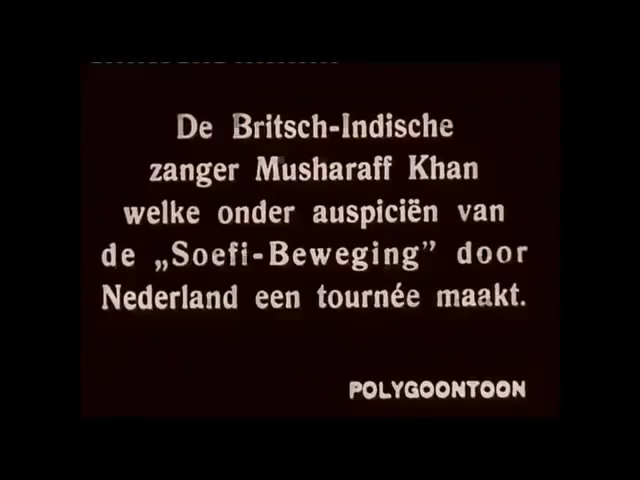 De Britsch-Indische
zanger Musharaff Khan
welke onder auspiciën van
de „Soefi-Beweging” door
Nederland een tournée maakt.
POLYGOONTOON